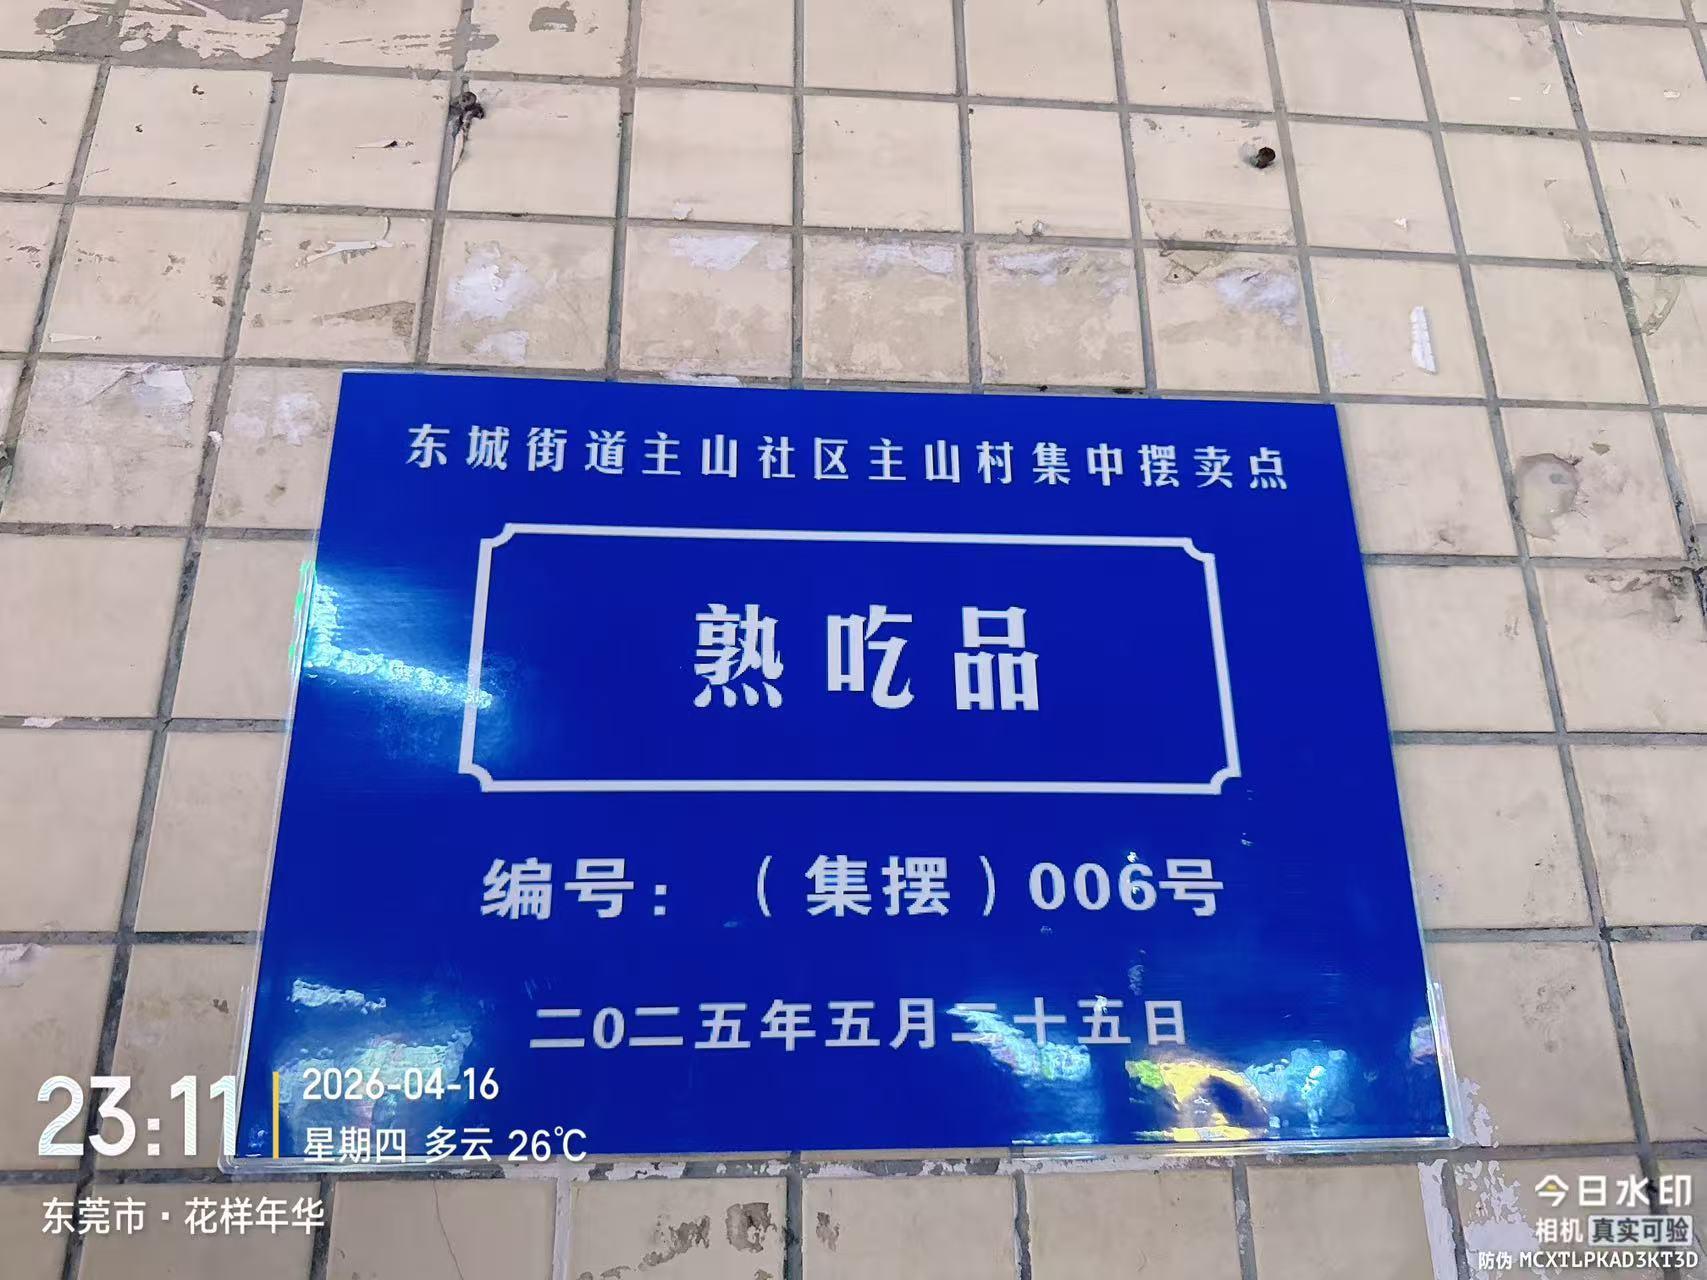 东城街道主山社区主山村集中摆卖点
熟吃品
编号：（集摆）006号
二0二五年五月二十五日
23:11
2026-04-16
星期四 多云 26℃
东莞市·花样年华
今日水印
相机 真实可验
防伪 MCXTLPKAD3KT3D